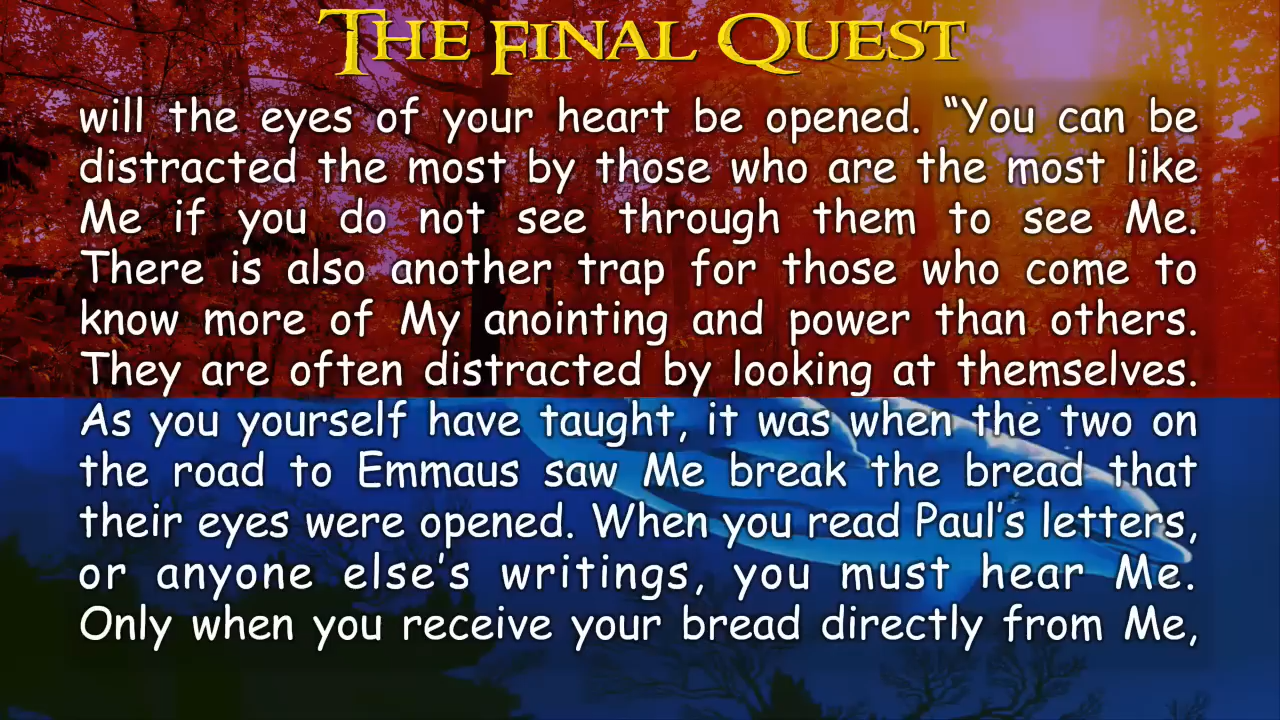 The Final Quest
will the eyes of your heart be opened. “You can be
distracted the most by those who are the most like
Me if you do not see through them to see Me.
There is also another trap for those who come to
know more of My anointing and power than others.
They are often distracted by looking at themselves.
As you yourself have taught, it was when the two on
the road to Emmaus saw Me break the bread that
their eyes were opened. When you read Paul’s letters,
or anyone else’s writings, you must hear Me.
Only when you receive your bread directly from Me,